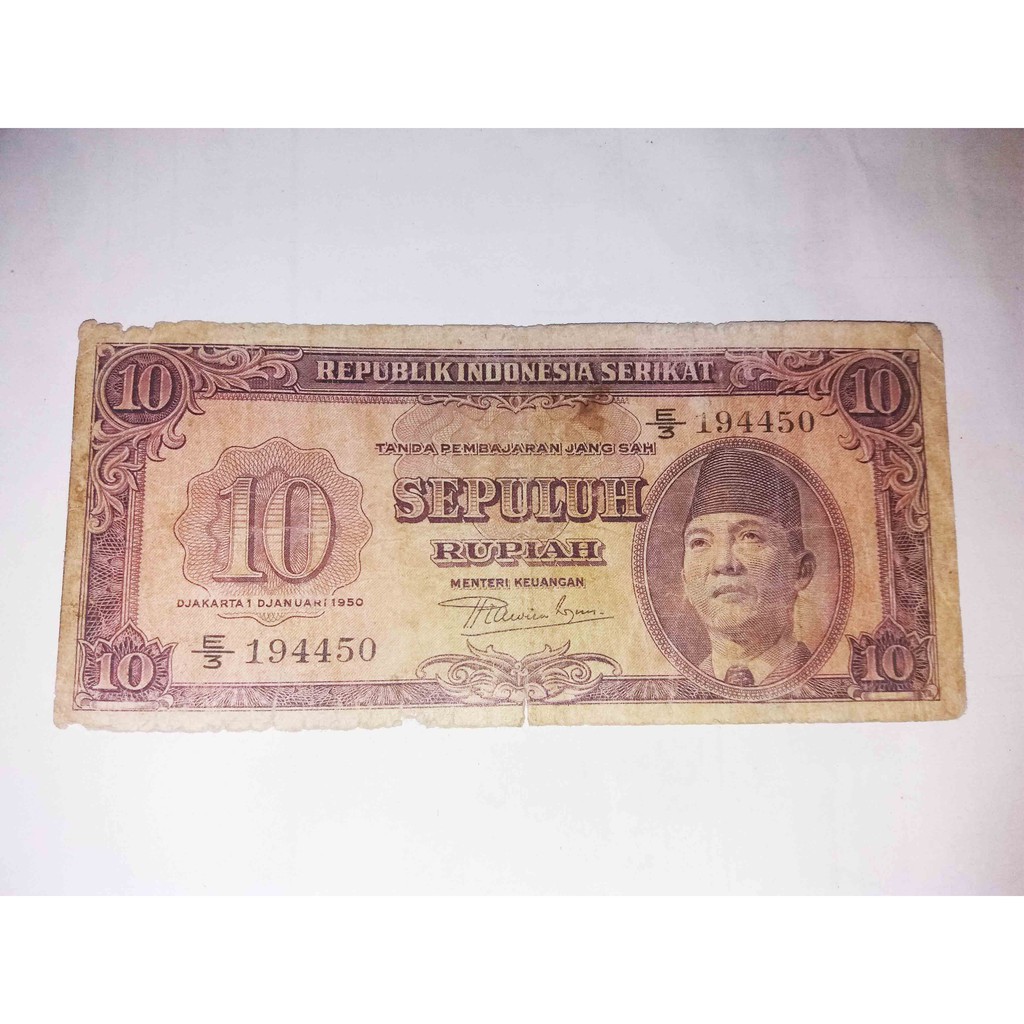 REPUBLIK INDONESIA SERIKAT
10
10
E/3 194450
TANDA PEMBAJARAN JANG SAH
10
SEPULUH
RUPIAH
MENTERI KEUANGAN
DJAKARTA 1 DJANUARI 1950
E/3 194450
10
10